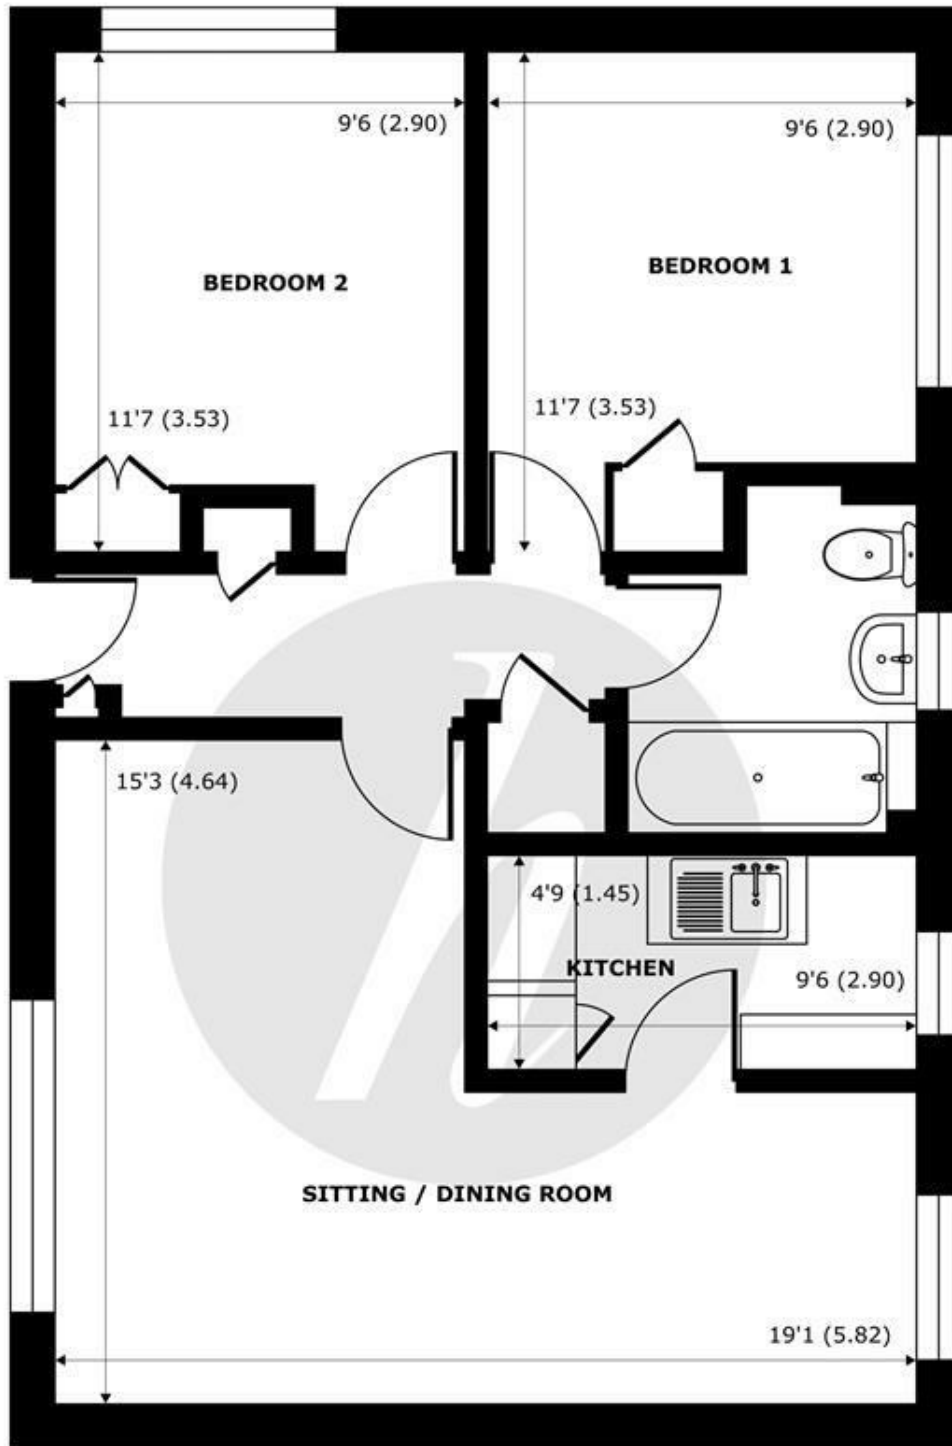 9'6 (2.90)
9'6 (2.90)
BEDROOM 2
BEDROOM 1
11'7 (3.53)
11'7 (3.53)
15'3 (4.64)
4'9 (1.45)
KITCHEN
9'6 (2.90)
SITTING / DINING ROOM
19'1 (5.82)
h